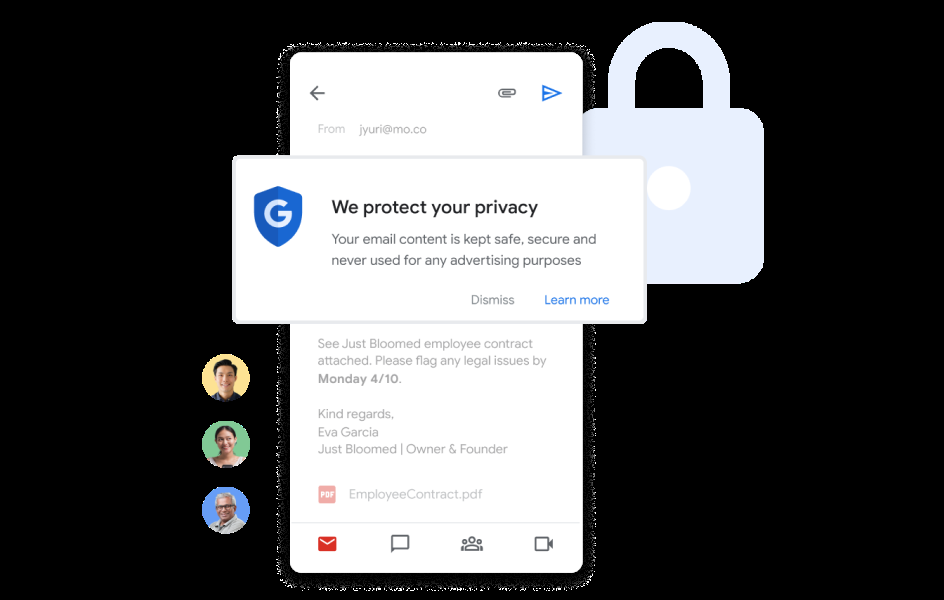 From jyuri@mo.co
G
We protect your privacy
Your email content is kept safe, secure and
never used for any advertising purposes
Dismiss Learn more
See Just Bloomed employee contract
attached. Please flag any legal issues by
Monday 4/10.
Kind regards,
Eva Garcia
Just Bloomed | Owner & Founder
PDF EmployeeContract.pdf